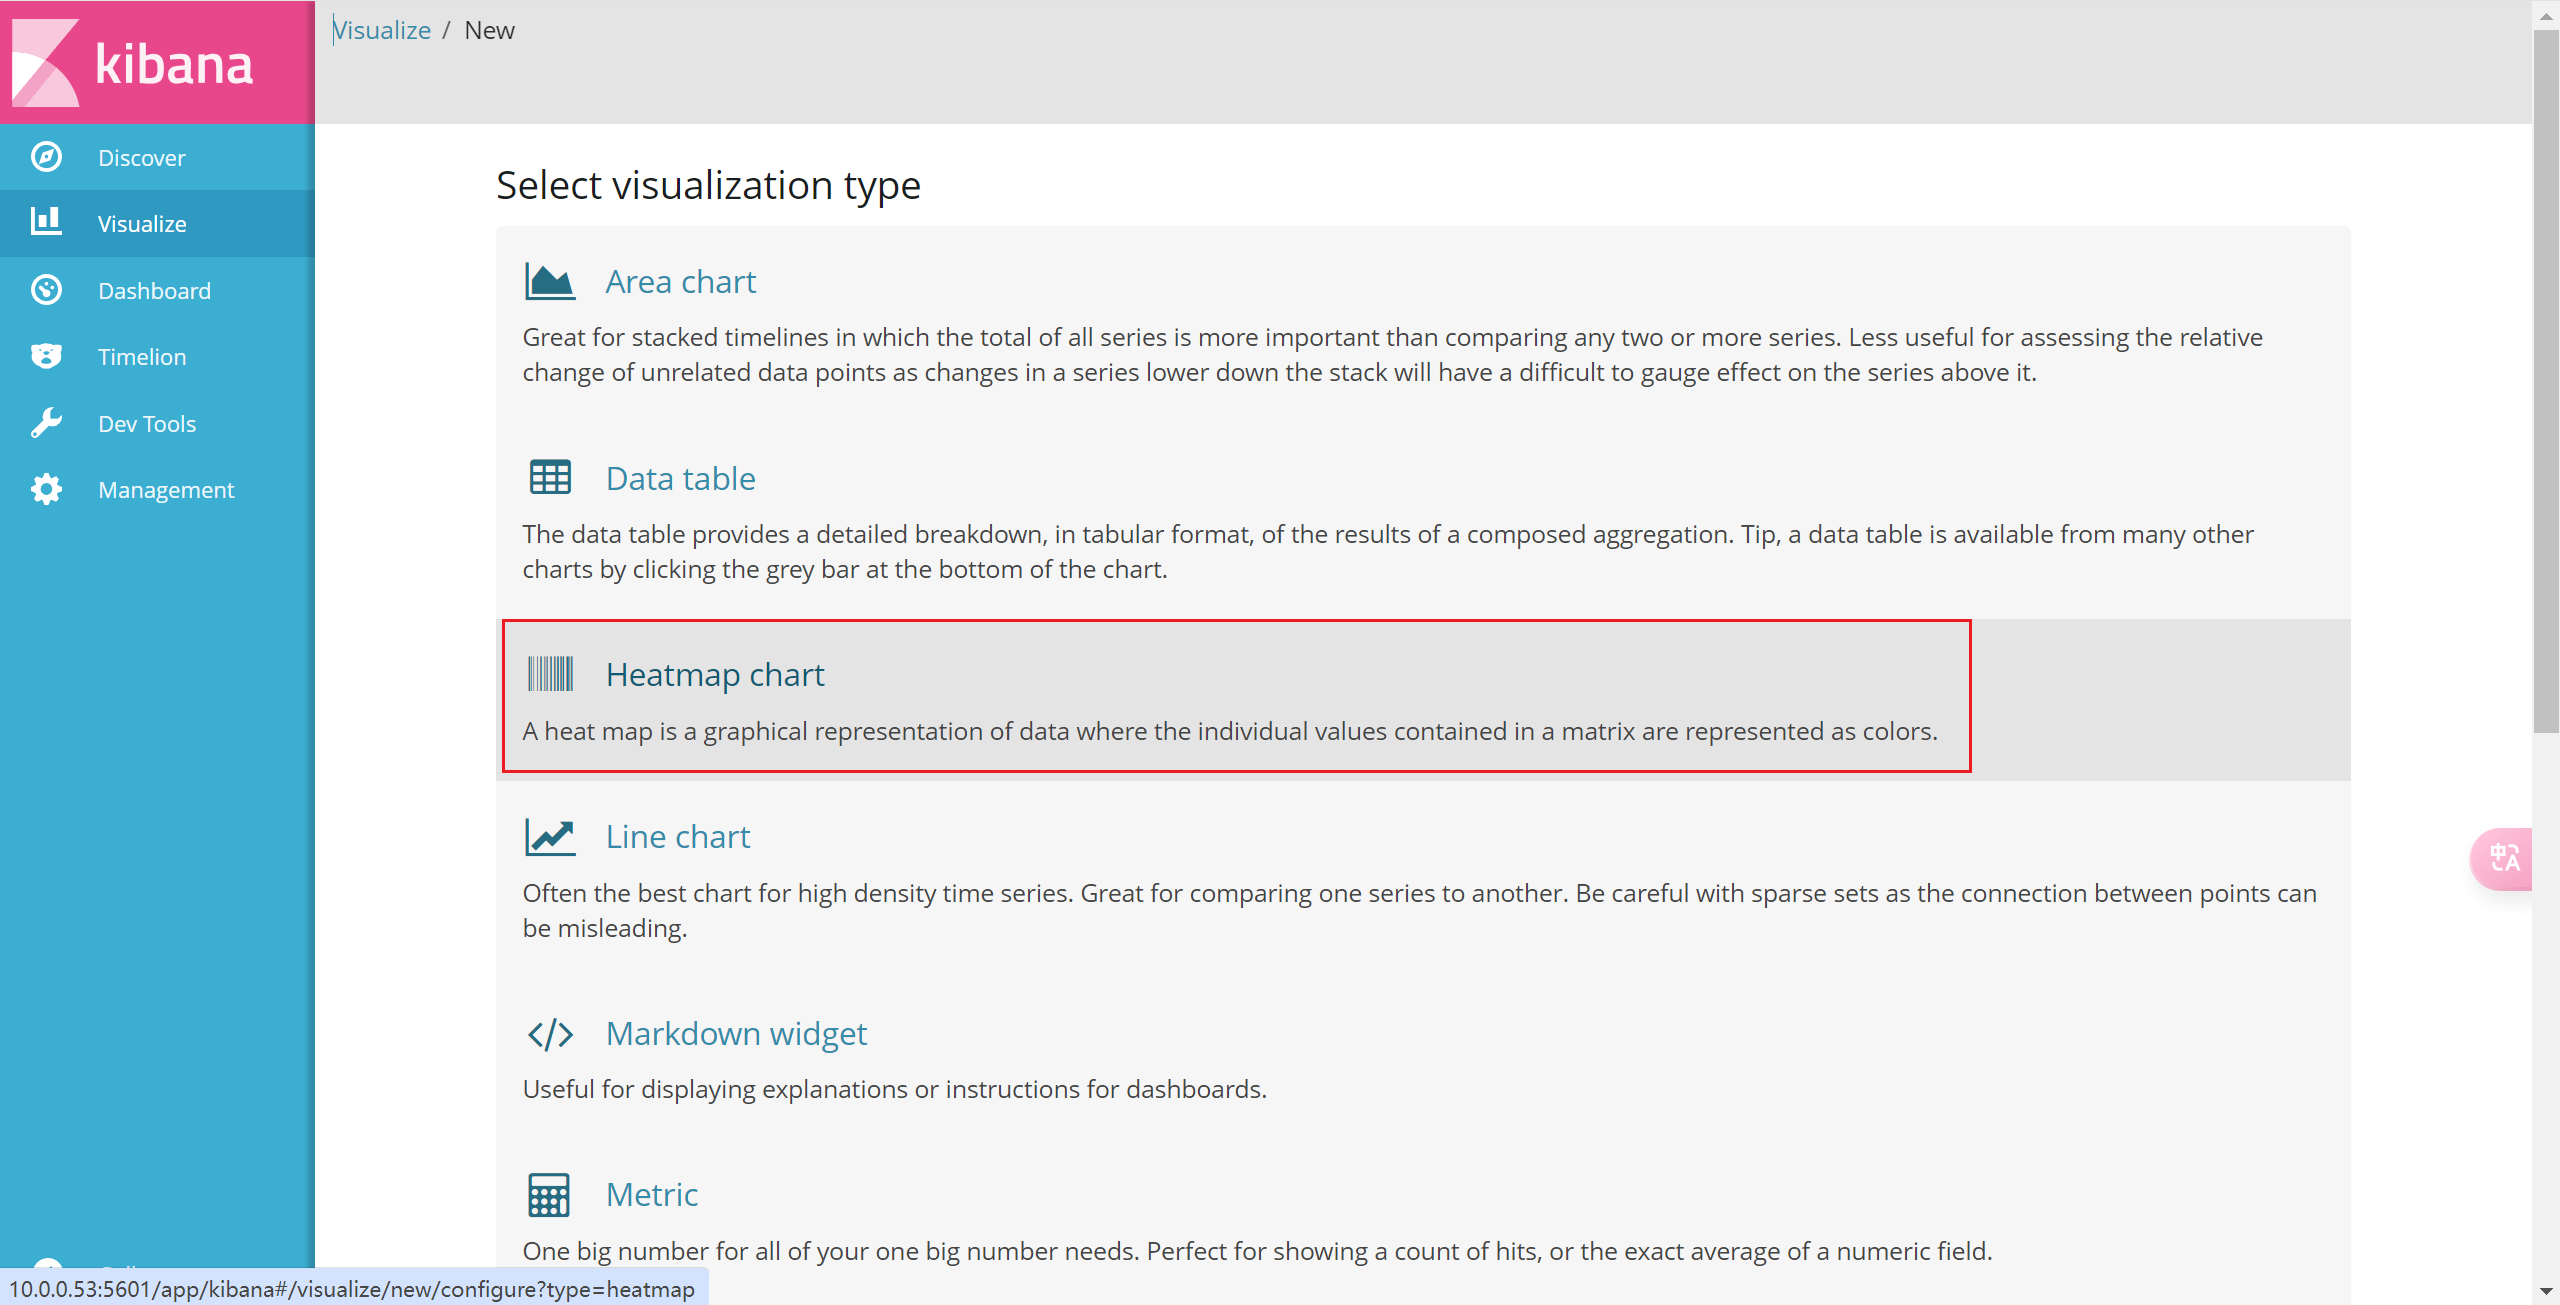 kibana
Visualize / New
Discover
Visualize
Dashboard
Timelion
Dev Tools
Management
Select visualization type
Area chart
Great for stacked timelines in which the total of all series is more important than comparing any two or more series. Less useful for assessing the relative
change of unrelated data points as changes in a series lower down the stack will have a difficult to gauge effect on the series above it.
Data table
The data table provides a detailed breakdown, in tabular format, of the results of a composed aggregation. Tip, a data table is available from many other
charts by clicking the grey bar at the bottom of the chart.
Heatmap chart
A heat map is a graphical representation of data where the individual values contained in a matrix are represented as colors.
Line chart
Often the best chart for high density time series. Great for comparing one series to another. Be careful with sparse sets as the connection between points can
be misleading.
Markdown widget
Useful for displaying explanations or instructions for dashboards.
Metric
One big number for all of your one big number needs. Perfect for showing a count of hits, or the exact average of a numeric field.
中A
10.0.0.53:5601/app/kibana#/visualize/new/configure?type=heatmap